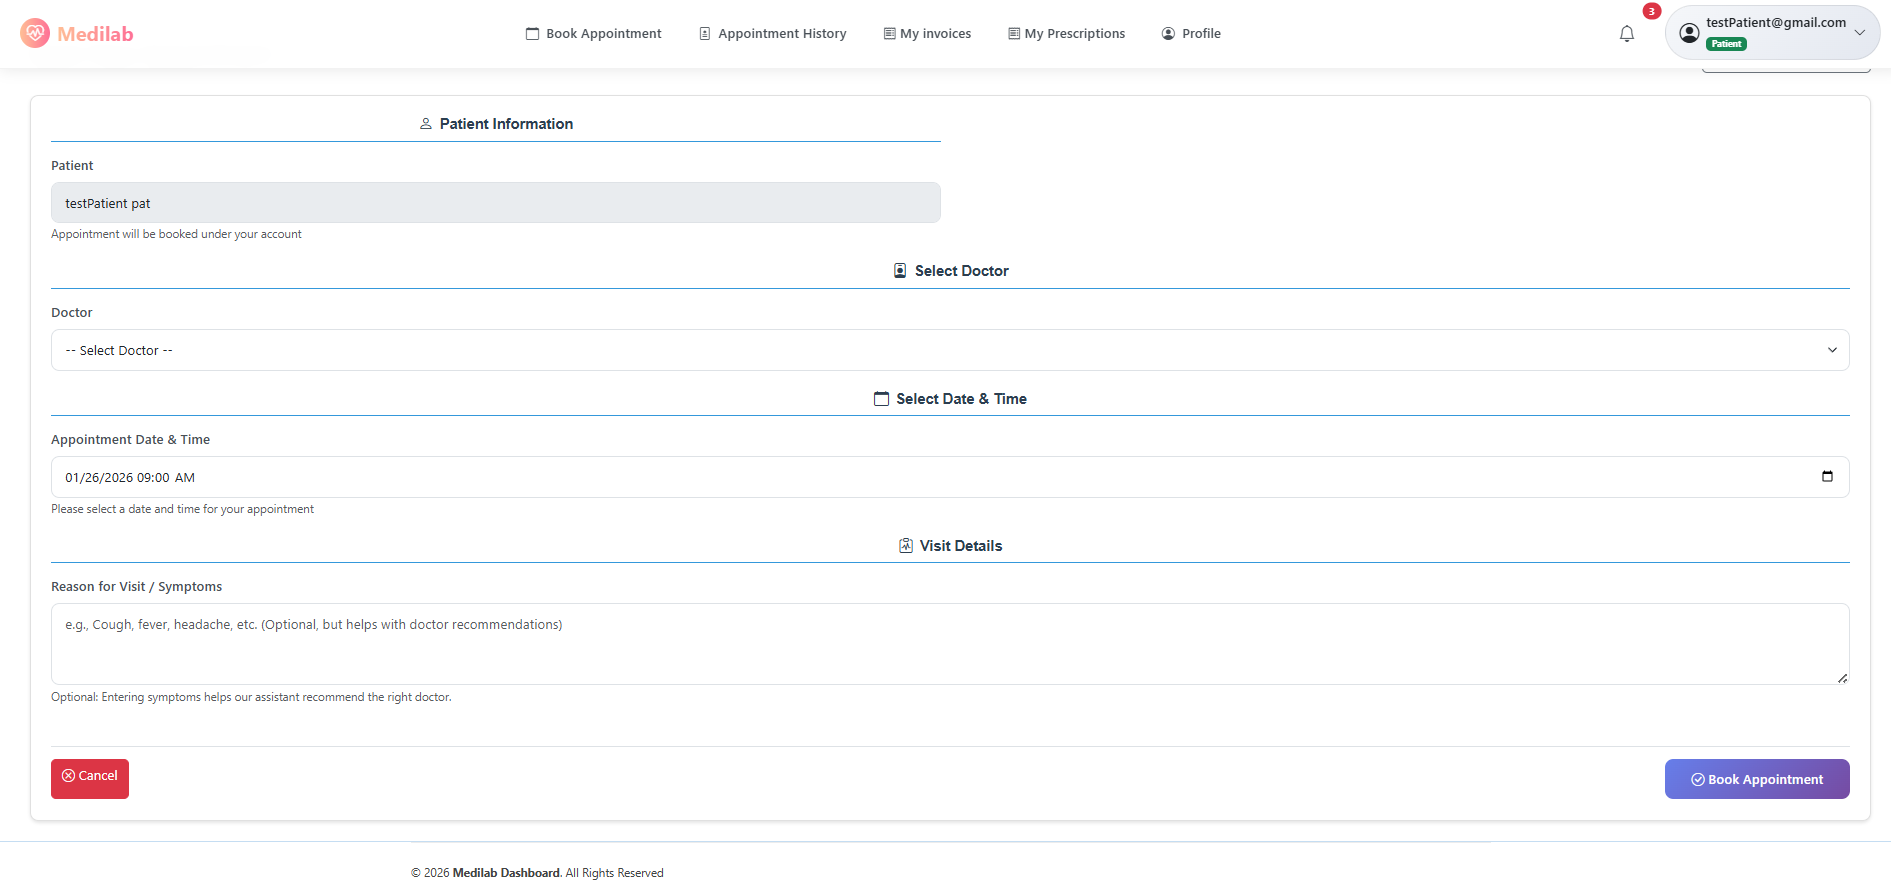 Medilab
Book Appointment
Appointment History
My invoices
My Prescriptions
Profile
3
testPatient@gmail.com
Patient
Patient Information
Patient
testPatient pat
Appointment will be booked under your account
Select Doctor
Doctor
-- Select Doctor --
Select Date & Time
Appointment Date & Time
01/26/2026 09:00 AM
Please select a date and time for your appointment
Visit Details
Reason for Visit / Symptoms
e.g., Cough, fever, headache, etc. (Optional, but helps with doctor recommendations)
Optional: Entering symptoms helps our assistant recommend the right doctor.
Cancel
Book Appointment
© 2026 Medilab Dashboard. All Rights Reserved